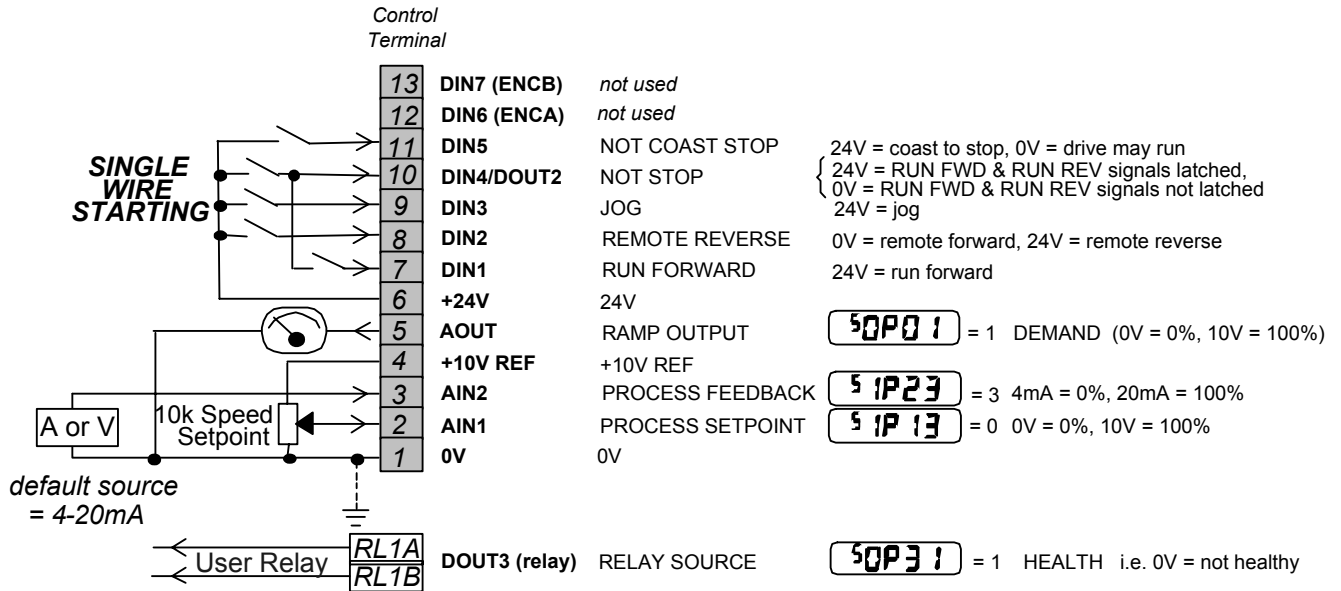 Control
Terminal
13 DIN7 (ENCB) not used
12 DIN6 (ENCA) not used
11 DIN5 NOT COAST STOP 24V = coast to stop, 0V = drive may run
SINGLE
WIRE
STARTING
10 DIN4/DOUT2 NOT STOP { 24V = RUN FWD & RUN REV signals latched,
0V = RUN FWD & RUN REV signals not latched
9 DIN3 JOG 24V = jog
8 DIN2 REMOTE REVERSE 0V = remote forward, 24V = remote reverse
7 DIN1 RUN FORWARD 24V = run forward
6 +24V 24V
5 AOUT RAMP OUTPUT SOP01 = 1 DEMAND (0V = 0%, 10V = 100%)
4 +10V REF +10V REF
3 AIN2 PROCESS FEEDBACK SIP23 = 3 4mA = 0%, 20mA = 100%
A or V
10k Speed
Setpoint
2 AIN1 PROCESS SETPOINT SIP13 = 0 0V = 0%, 10V = 100%
1 0V 0V
default source
= 4-20mA
User Relay
RL1A
RL1B
DOUT3 (relay) RELAY SOURCE SOP31 = 1 HEALTH i.e. 0V = not healthy